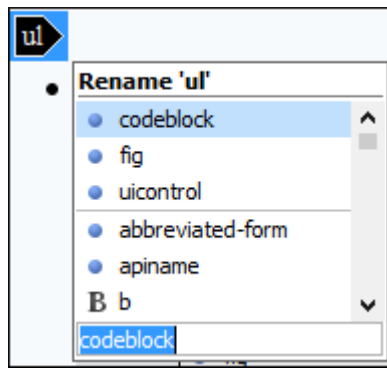 ul
Rename 'ul'
codeblock
fig
uicontrol
abbreviated-form
apiname
B b
codeblock